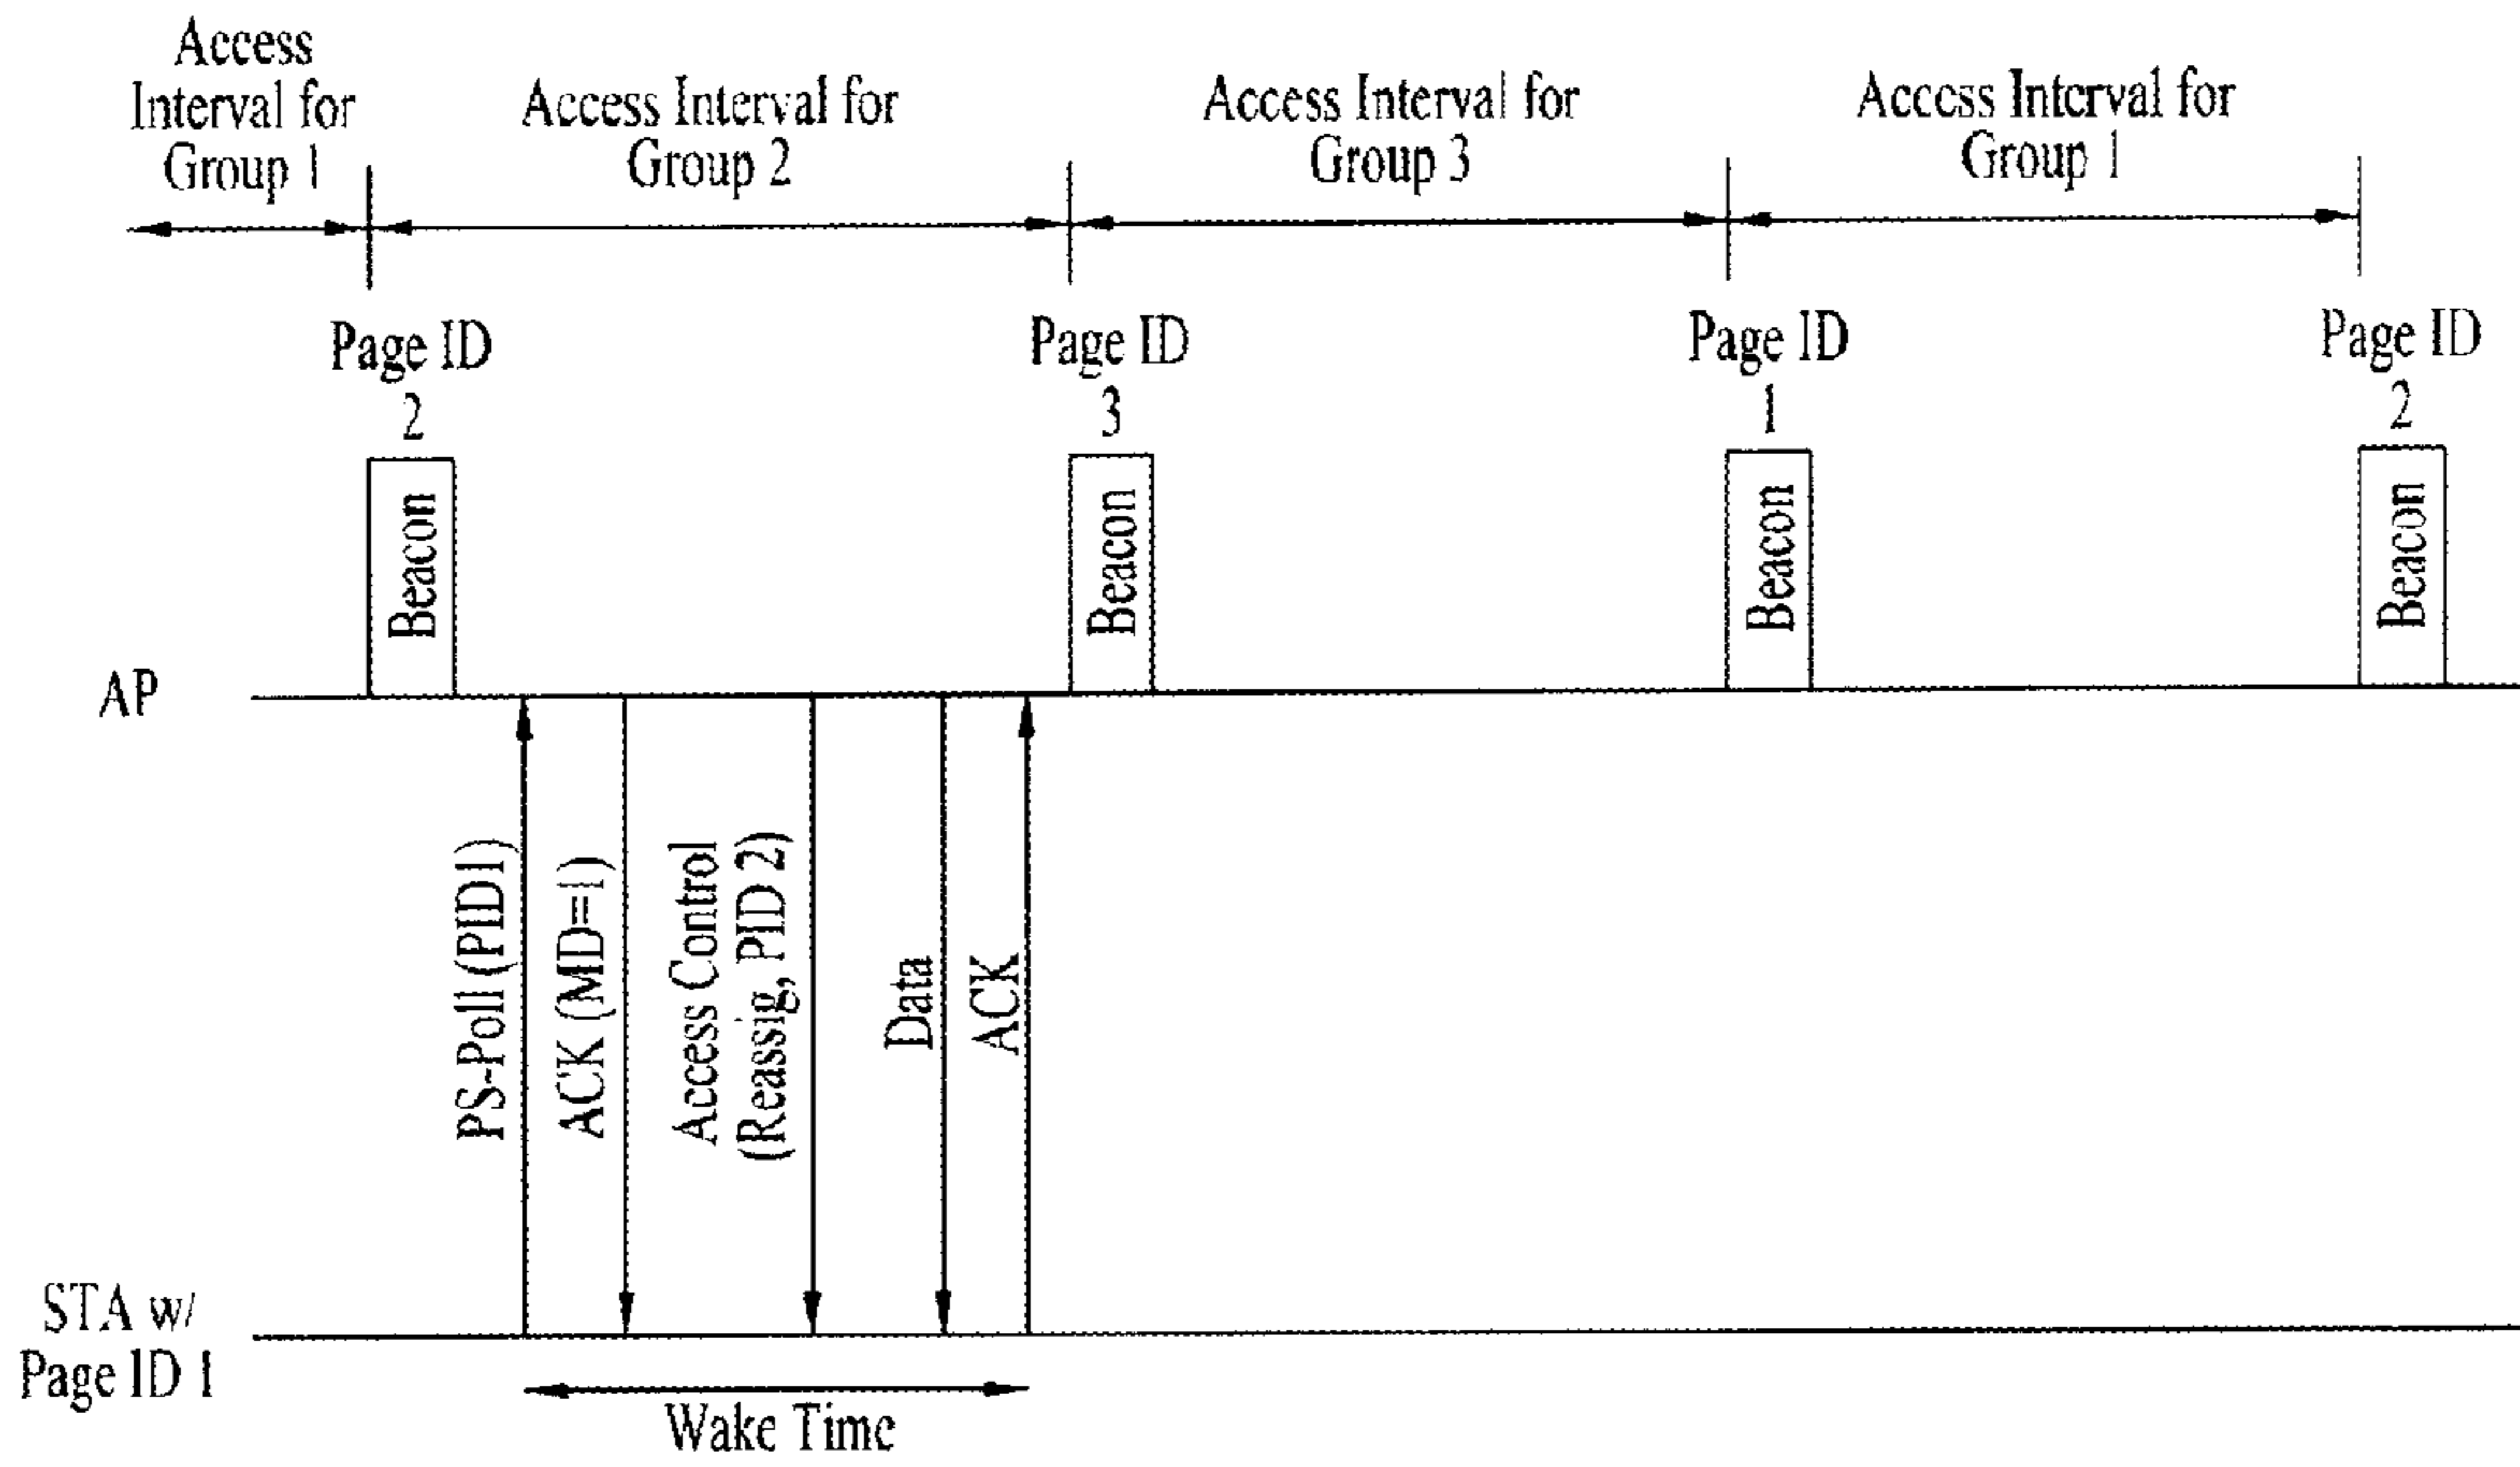 Access
Interval for
Group 1
Access Interval for
Group 2
Access Interval for
Group 3
Access Interval for
Group 1
Page ID
2
Page ID
3
Page ID
1
Page ID
2
Beacon
Beacon
Beacon
Beacon
AP
PS-Poll (PID1)
ACK (MD=1)
Access Control
(Reassig, PID 2)
Data
ACK
STA w/
Page ID 1
Wake Time